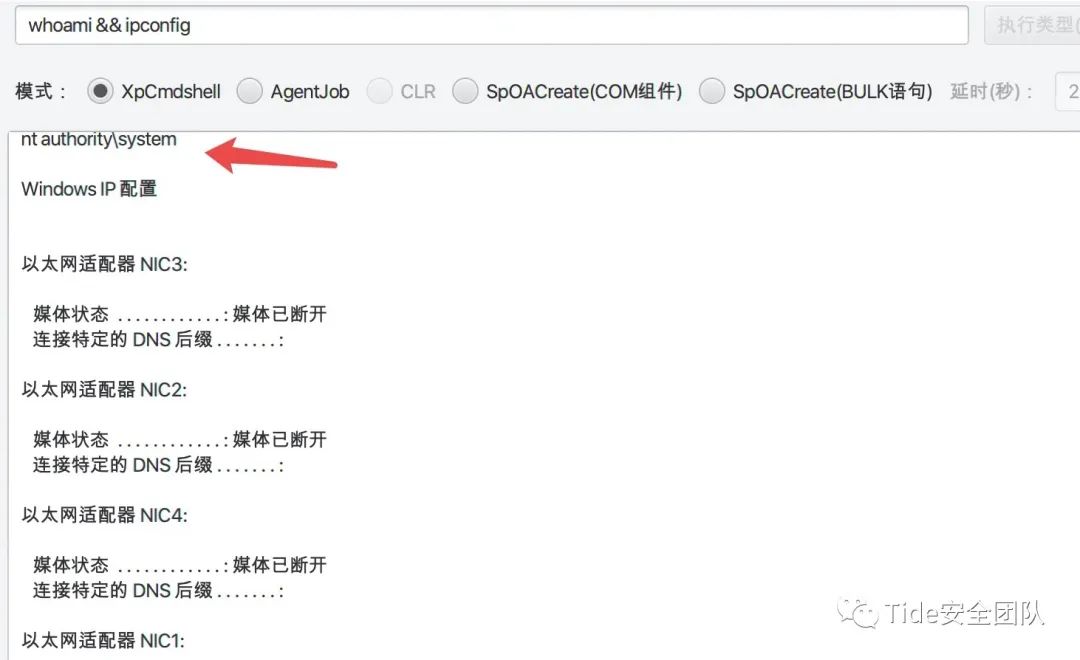 whoami && ipconfig
执行类型(
模式： XpCmdshell AgentJob CLR SpOACreate(COM组件) SpOACreate(BULK语句) 延时(秒)： 2
nt authority\system
Windows IP 配置
以太网适配器 NIC3:
媒体状态 . . . . . . . . . . . . : 媒体已断开
连接特定的 DNS 后缀 . . . . . . . :
以太网适配器 NIC2:
媒体状态 . . . . . . . . . . . . : 媒体已断开
连接特定的 DNS 后缀 . . . . . . . :
以太网适配器 NIC4:
媒体状态 . . . . . . . . . . . . : 媒体已断开
连接特定的 DNS 后缀 . . . . . . . :
以太网适配器 NIC1:
Tide安全团队